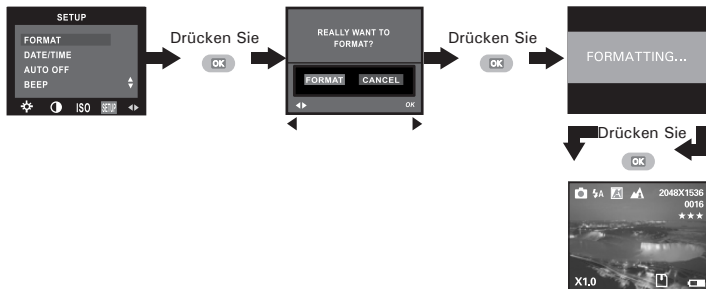 SETUP
FORMAT
DATE/TIME
AUTO OFF
BEEP
ISO
SETUP
Drücken Sie
OK
REALLY WANT TO
FORMAT?
FORMAT CANCEL
OK
Drücken Sie
OK
FORMATTING...
Drücken Sie
OK
A 2048X1536
0016
★★★
X1.0